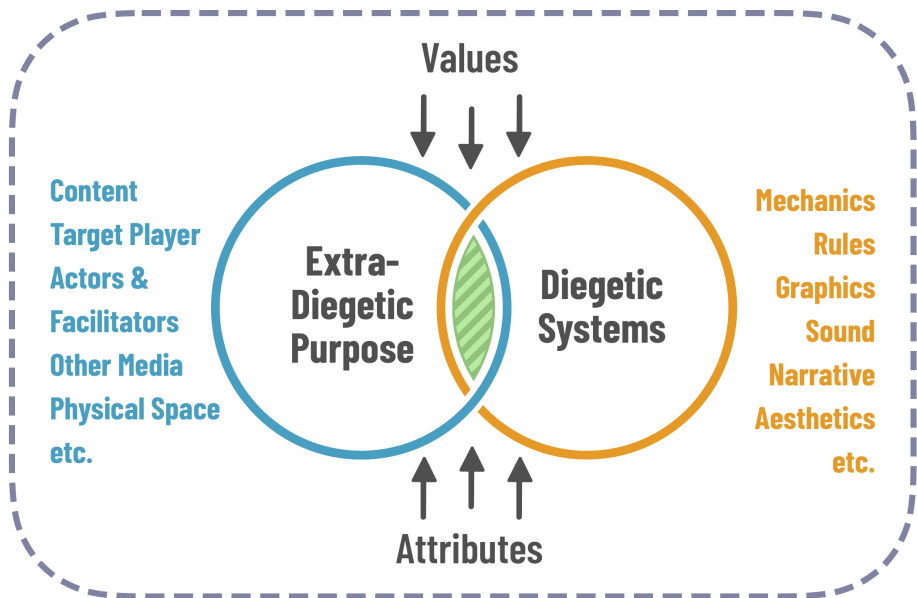 Values
Content
Target Player
Actors &
Facilitators
Other Media
Physical Space
etc.
Extra-
Diegetic
Purpose
Diegetic
Systems
Mechanics
Rules
Graphics
Sound
Narrative
Aesthetics
etc.
Attributes